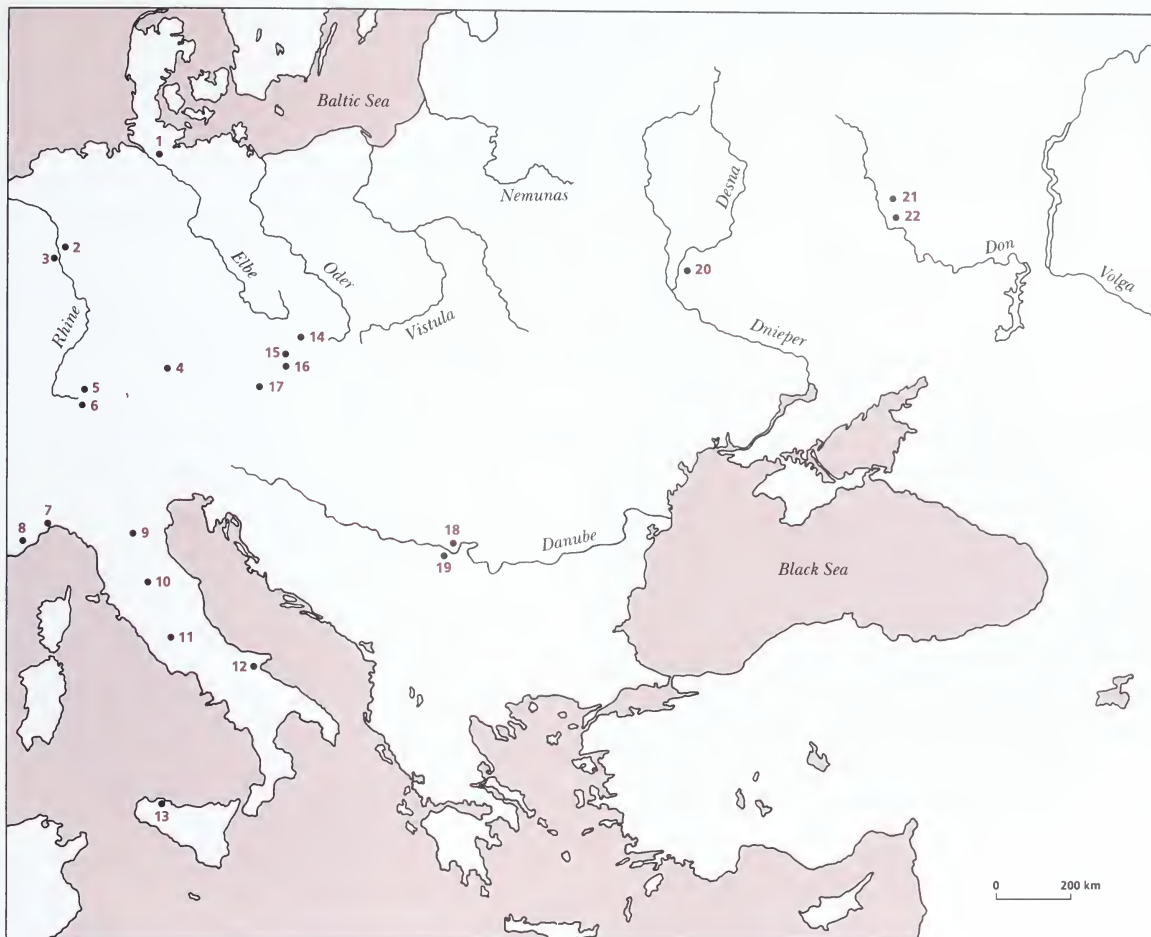 Baltic Sea
1
Nemunas
Desna
21
22
2
3
Elbe
Oder
20
Don
Volga
Rhine
Vistula
Dnieper
14
15
16
4
17
5
6
7
8
9
18
19
Danube
Black Sea
10
11
12
13
0 200 km